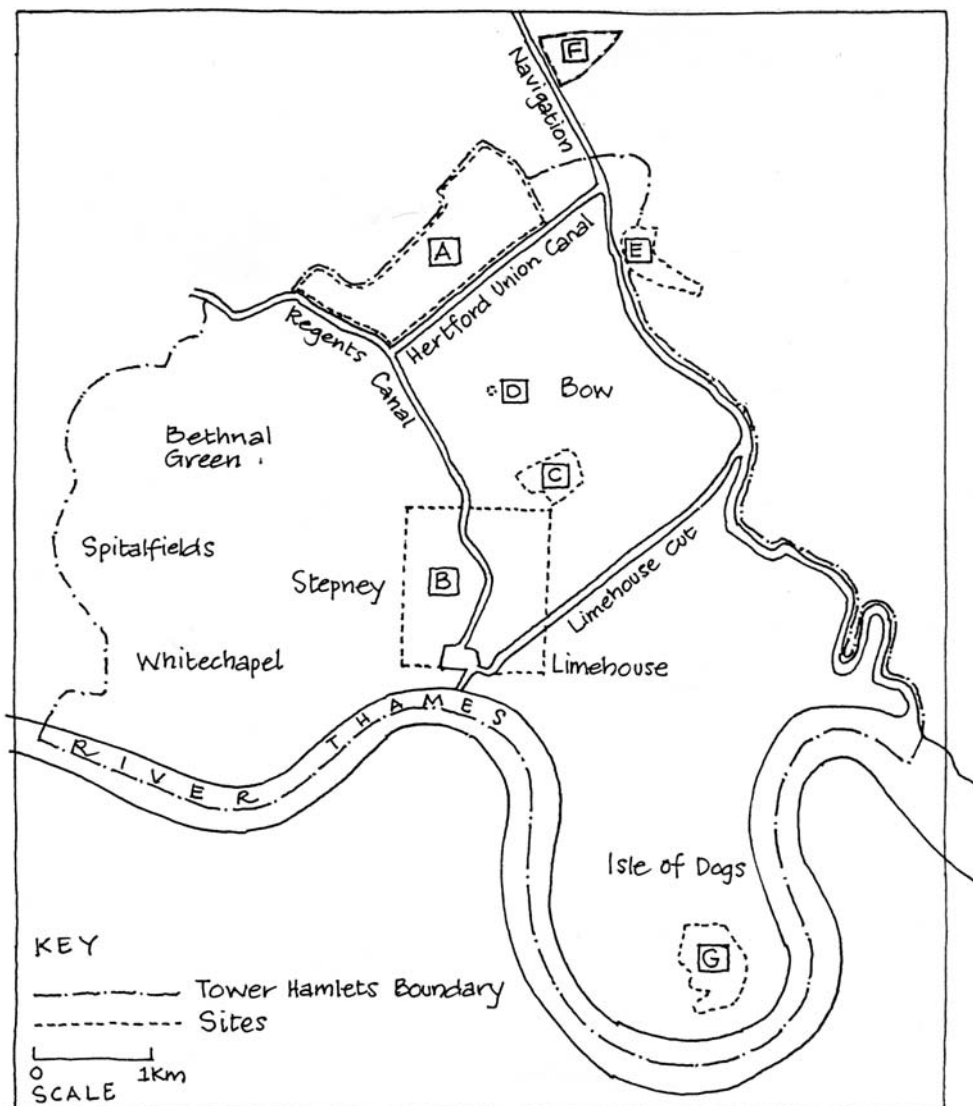 F
Navigation
A
E
Hertford Union Canal
Regents
Canal
D
Bow
Bethnal
Green
C
Spitalfields
B
Stepney
Limehouse Cut
Whitechapel
Limehouse
RIVER THAMES
Isle of Dogs
G
KEY
Tower Hamlets Boundary
Sites
0 1Km
SCALE